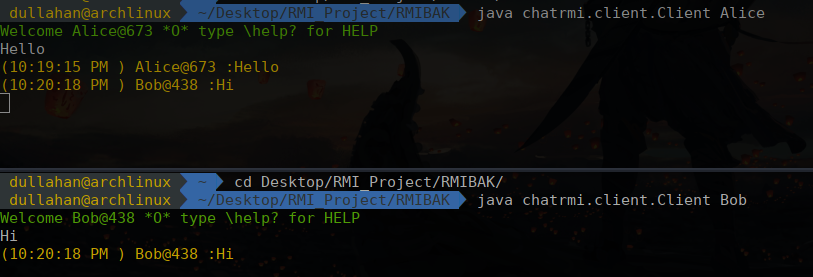 dullahan@archlinux ~/Desktop/RMI_Project/RMIBAK java chatrmi.client.Client Alice
Welcome Alice@673 *O* type \help? for HELP
Hello
(10:19:15 PM ) Alice@673 :Hello
(10:20:18 PM ) Bob@438 :Hi
dullahan@archlinux ~ cd Desktop/RMI_Project/RMIBAK/
dullahan@archlinux ~/Desktop/RMI_Project/RMIBAK java chatrmi.client.Client Bob
Welcome Bob@438 *O* type \help? for HELP
Hi
(10:20:18 PM ) Bob@438 :Hi